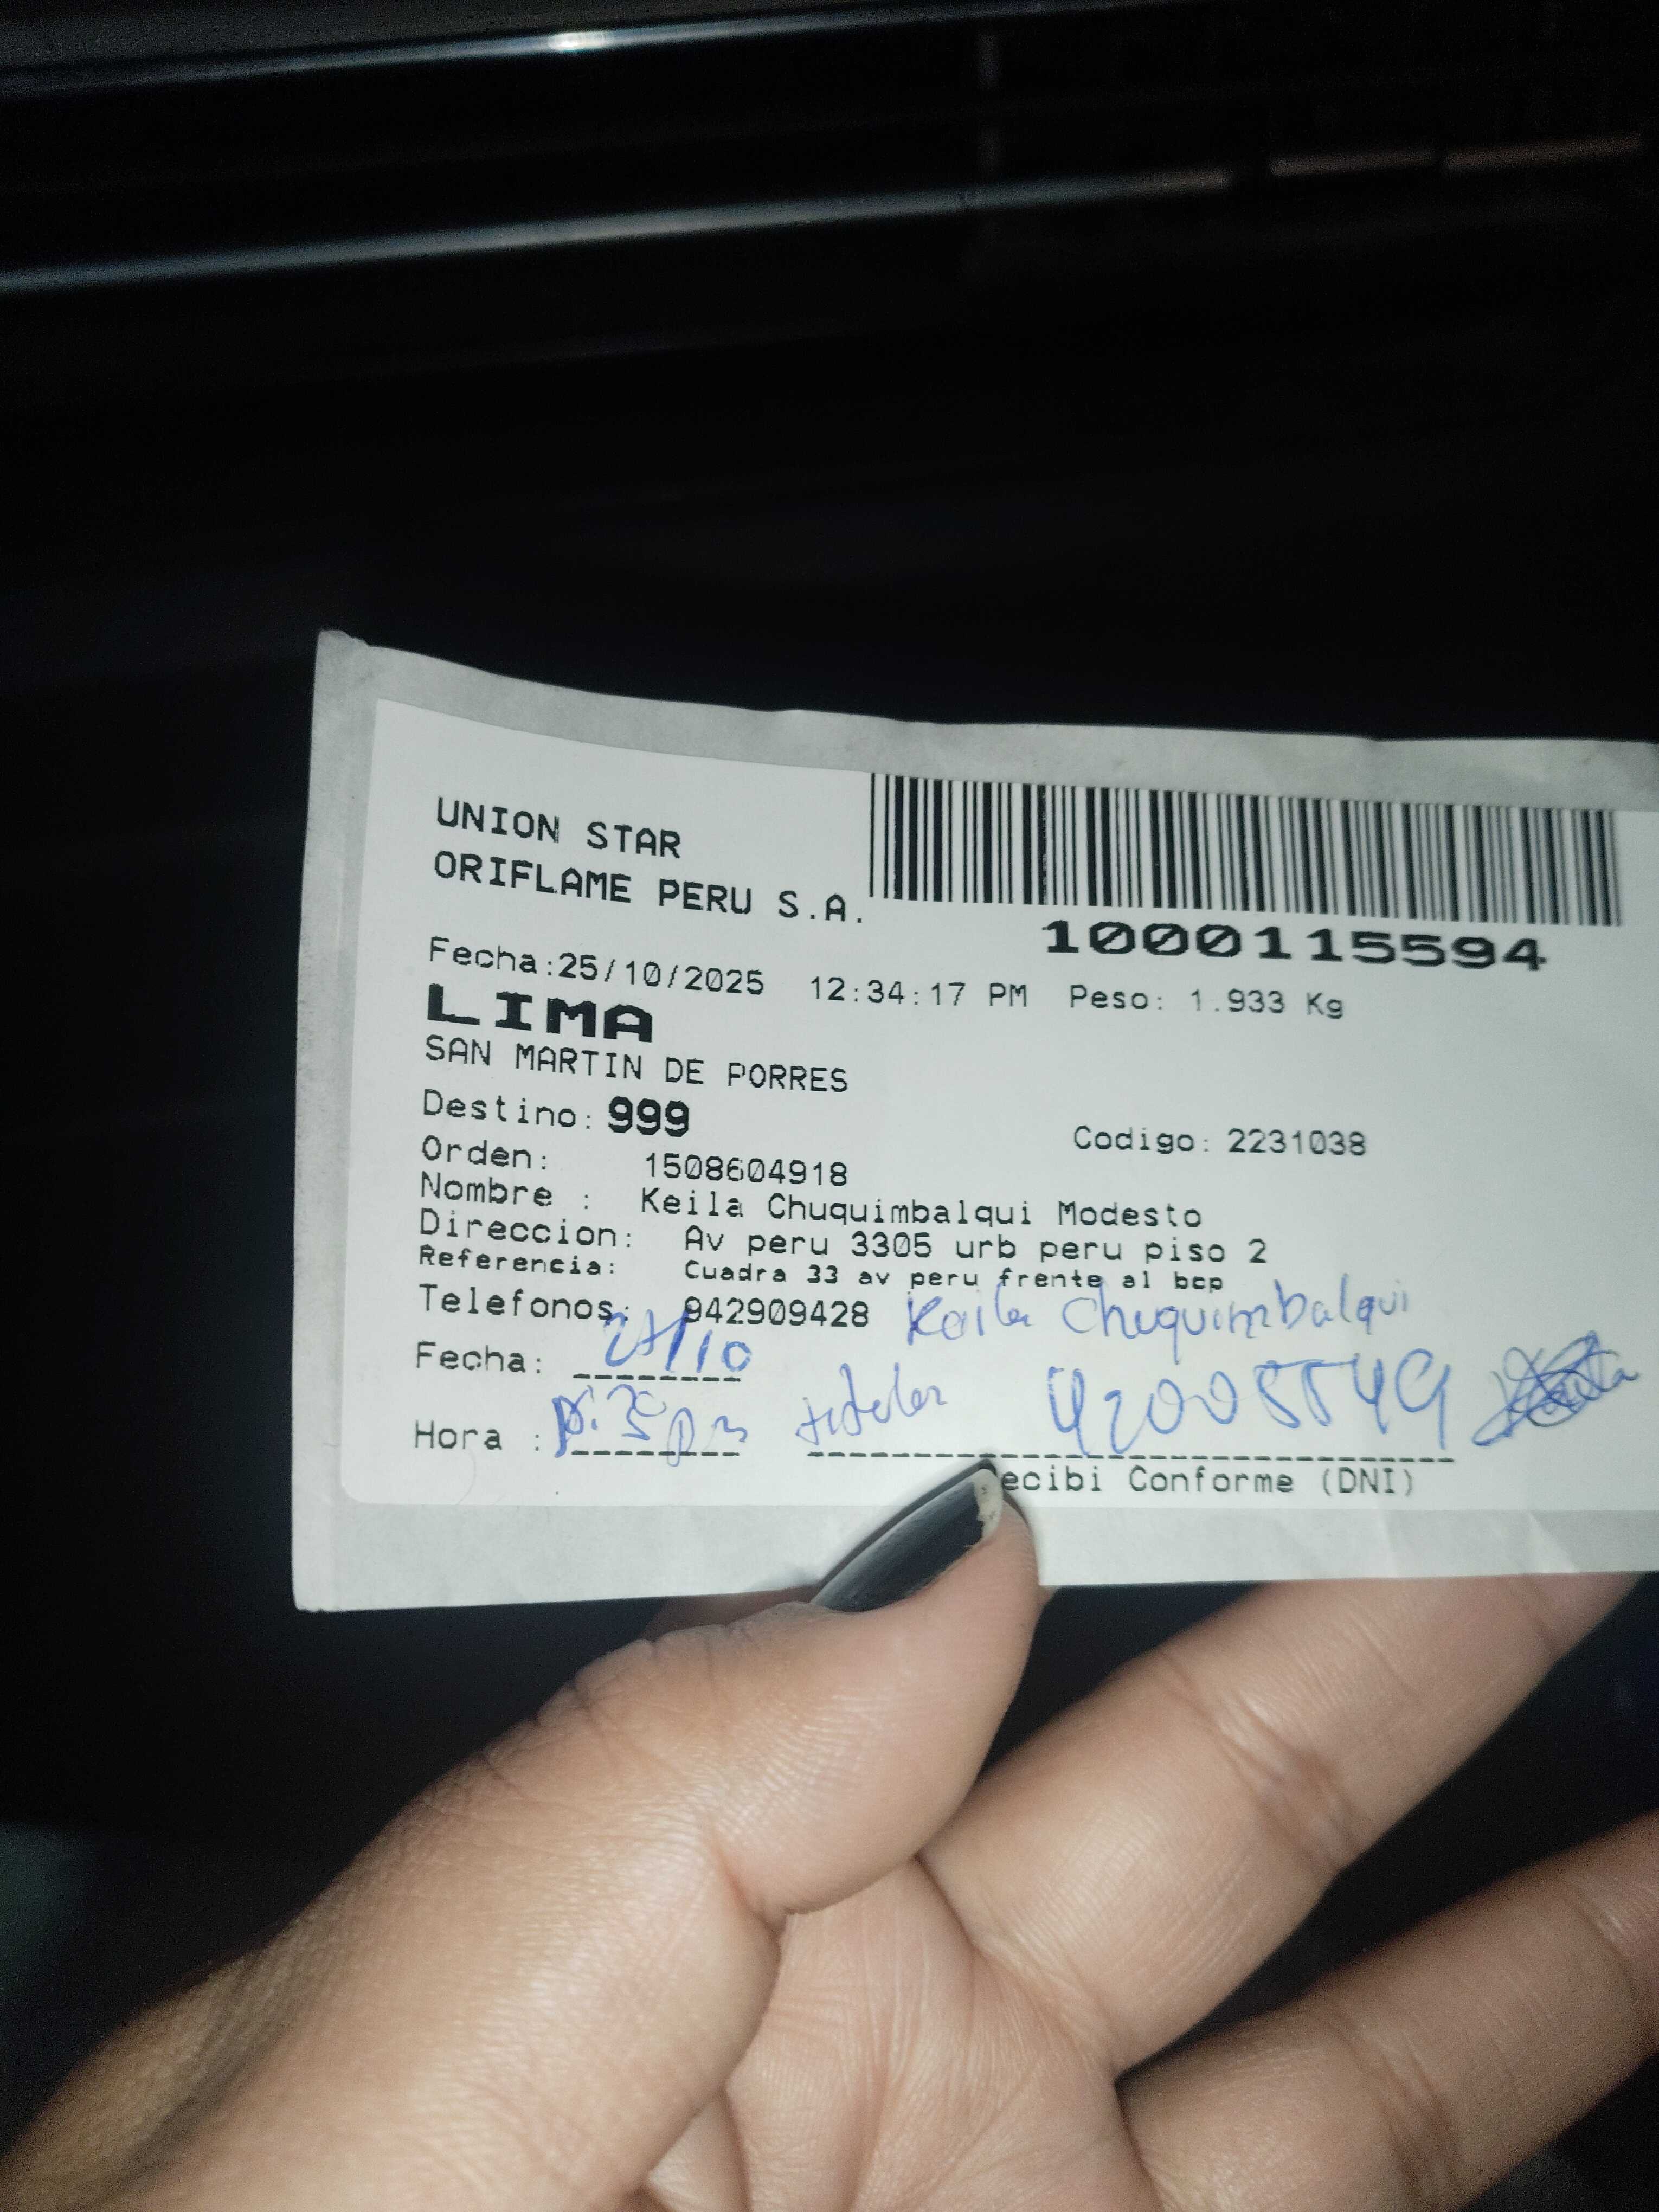 UNION STAR
ORIFLAME PERU S.A.
1000115594
Fecha:25/10/2025 12:34:17 PM Peso: 1.933 Kg
LIMA
SAN MARTIN DE PORRES
Destino: 999
Codigo: 2231038
Orden: 1508604918
Nombre : Keila Chuquimbalqui Modesto
Direccion: Av peru 3305 urb peru piso 2
Referencia: Cuadra 33 av peru frente al bcp
Telefonos: 942909428 Keila Chuquimbalqui
Fecha: 27/10
Hora : titular 42005549
ecibi Conforme (DNI)